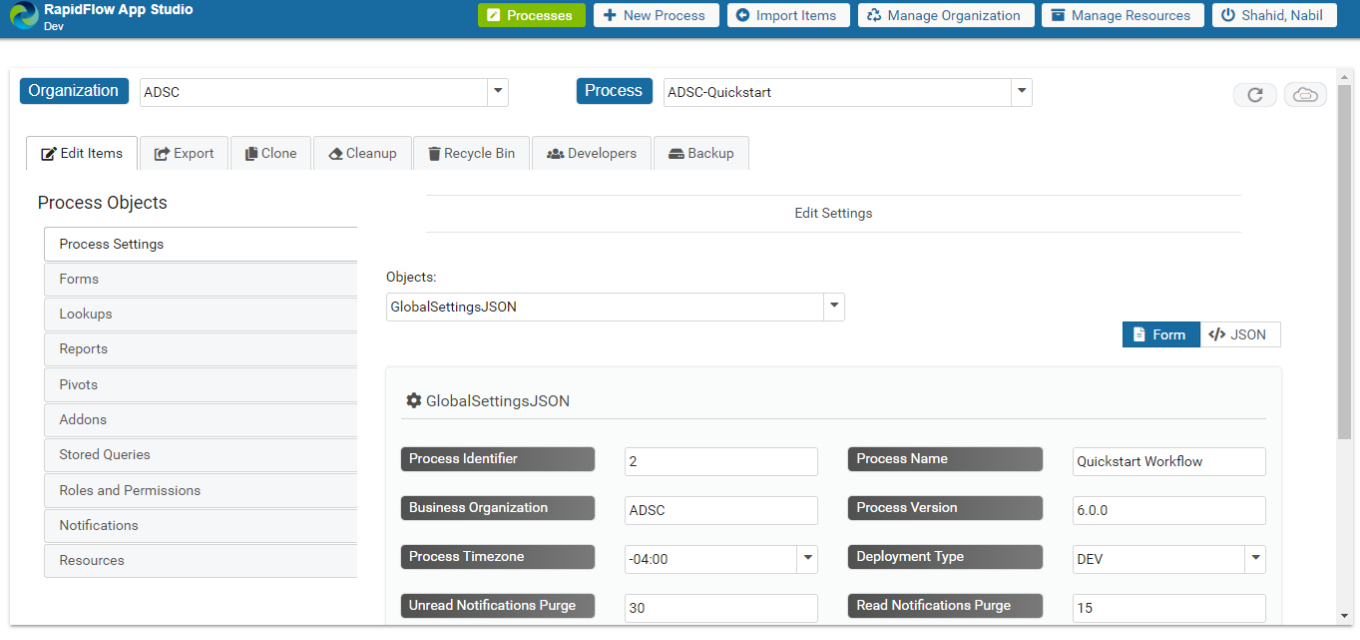 RapidFlow App Studio
Dev
Processes
New Process
Import Items
Manage Organization
Manage Resources
Shahid, Nabil
Organization
ADSC
Process
ADSC-Quickstart
Edit Items
Export
Clone
Cleanup
Recycle Bin
Developers
Backup
Process Objects
Process Settings
Forms
Lookups
Reports
Pivots
Addons
Stored Queries
Roles and Permissions
Notifications
Resources
Edit Settings
Objects:
GlobalSettingsJSON
Form
</> JSON
GlobalSettingsJSON
Process Identifier
2
Process Name
Quickstart Workflow
Business Organization
ADSC
Process Version
6.0.0
Process Timezone
-04:00
Deployment Type
DEV
Unread Notifications Purge
30
Read Notifications Purge
15